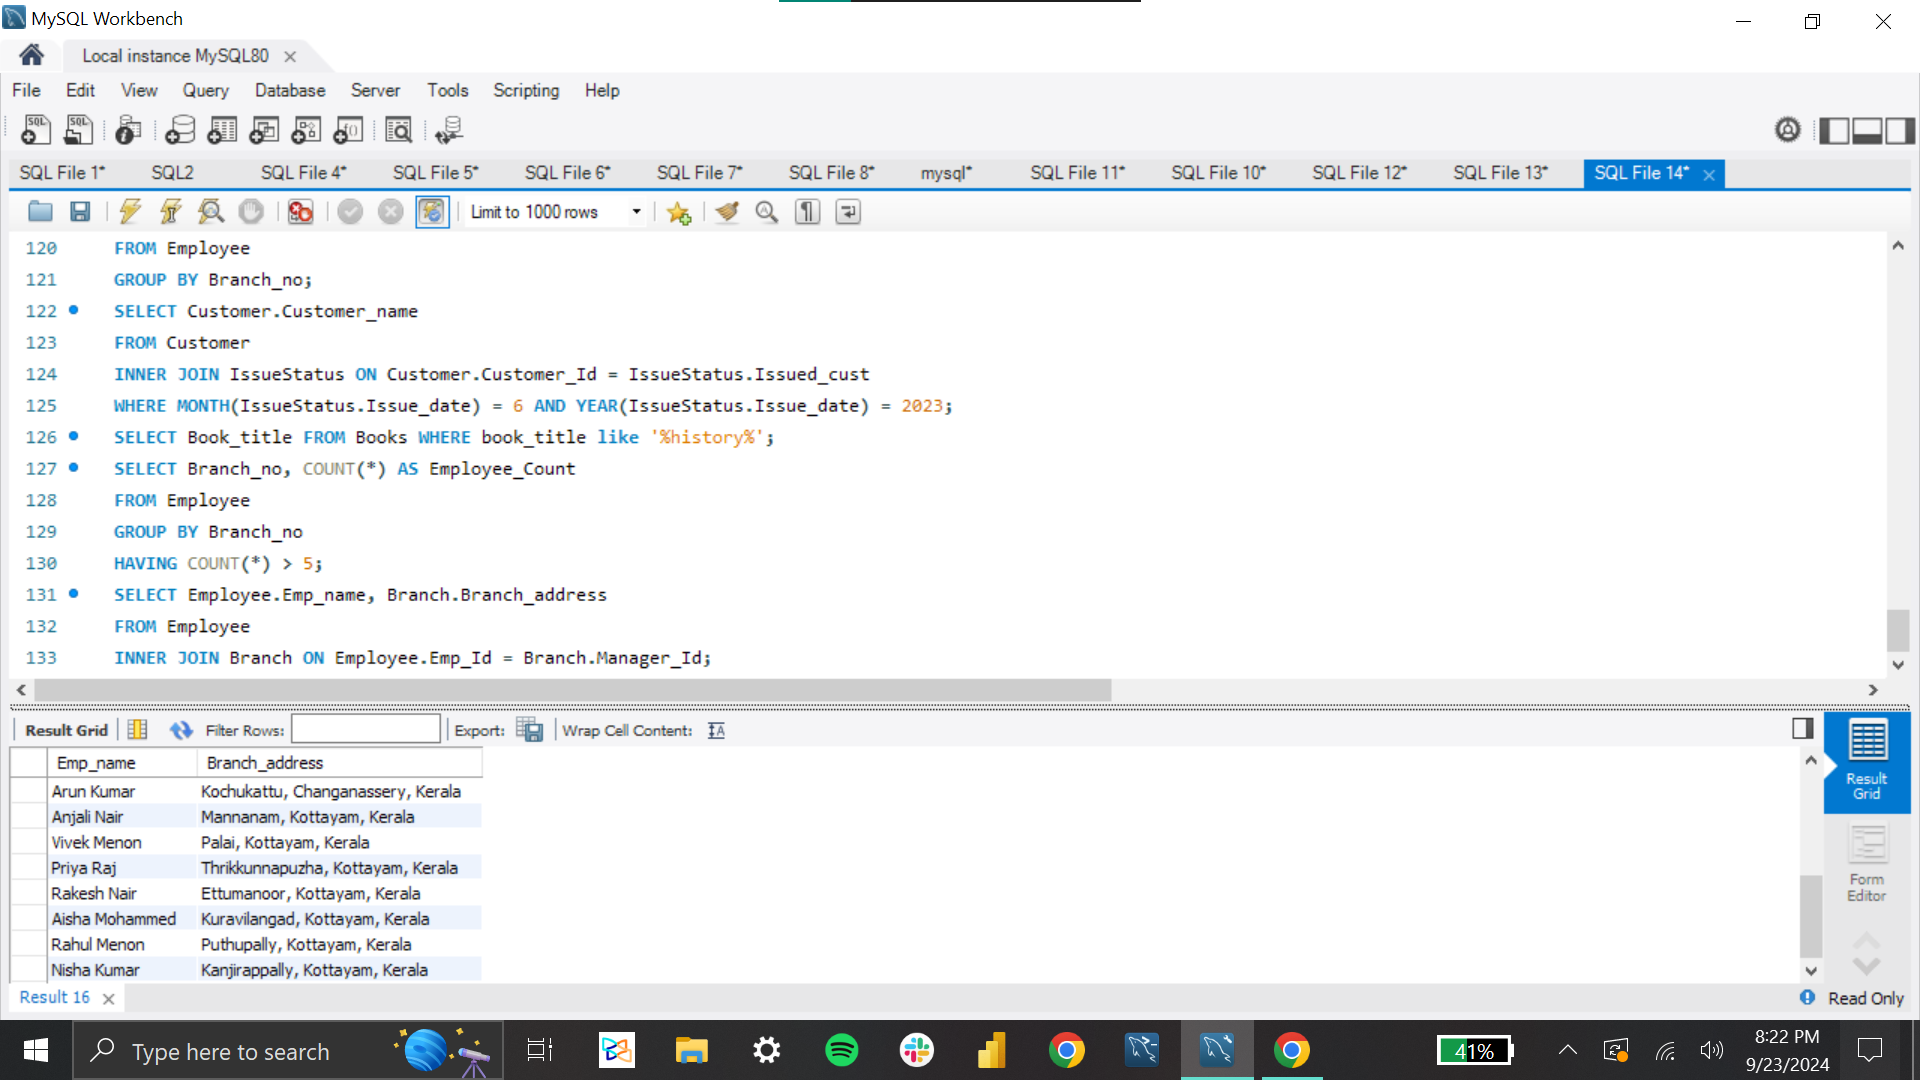 MySQL Workbench
Local instance MySQL80
File Edit View Query Database Server Tools Scripting Help
SQL File 1* SQL2 SQL File 4* SQL File 5* SQL File 6* SQL File 7* SQL File 8* mysql* SQL File 11* SQL File 10* SQL File 12* SQL File 13* SQL File 14*
Limit to 1000 rows
120 FROM Employee
121 GROUP BY Branch_no;
122 SELECT Customer.Customer_name
123 FROM Customer
124 INNER JOIN IssueStatus ON Customer.Customer_Id = IssueStatus.Issued_cust
125 WHERE MONTH(IssueStatus.Issue_date) = 6 AND YEAR(IssueStatus.Issue_date) = 2023;
126 SELECT Book_title FROM Books WHERE book_title like '%history%';
127 SELECT Branch_no, COUNT(*) AS Employee_Count
128 FROM Employee
129 GROUP BY Branch_no
130 HAVING COUNT(*) > 5;
131 SELECT Employee.Emp_name, Branch.Branch_address
132 FROM Employee
133 INNER JOIN Branch ON Employee.Emp_Id = Branch.Manager_Id;
Result Grid Filter Rows: Export: Wrap Cell Content:
Emp_name Branch_address
Arun Kumar Kochukattu, Changanassery, Kerala
Anjali Nair Mannanam, Kottayam, Kerala
Vivek Menon Palai, Kottayam, Kerala
Priya Raj Thrikkunnapuzha, Kottayam, Kerala
Rakesh Nair Ettumanoor, Kottayam, Kerala
Aisha Mohammed Kuravilangad, Kottayam, Kerala
Rahul Menon Puthupally, Kottayam, Kerala
Nisha Kumar Kanjirappally, Kottayam, Kerala
Result
Grid
Form
Editor
Result 16
Read Only
Type here to search
41%
8:22 PM
9/23/2024